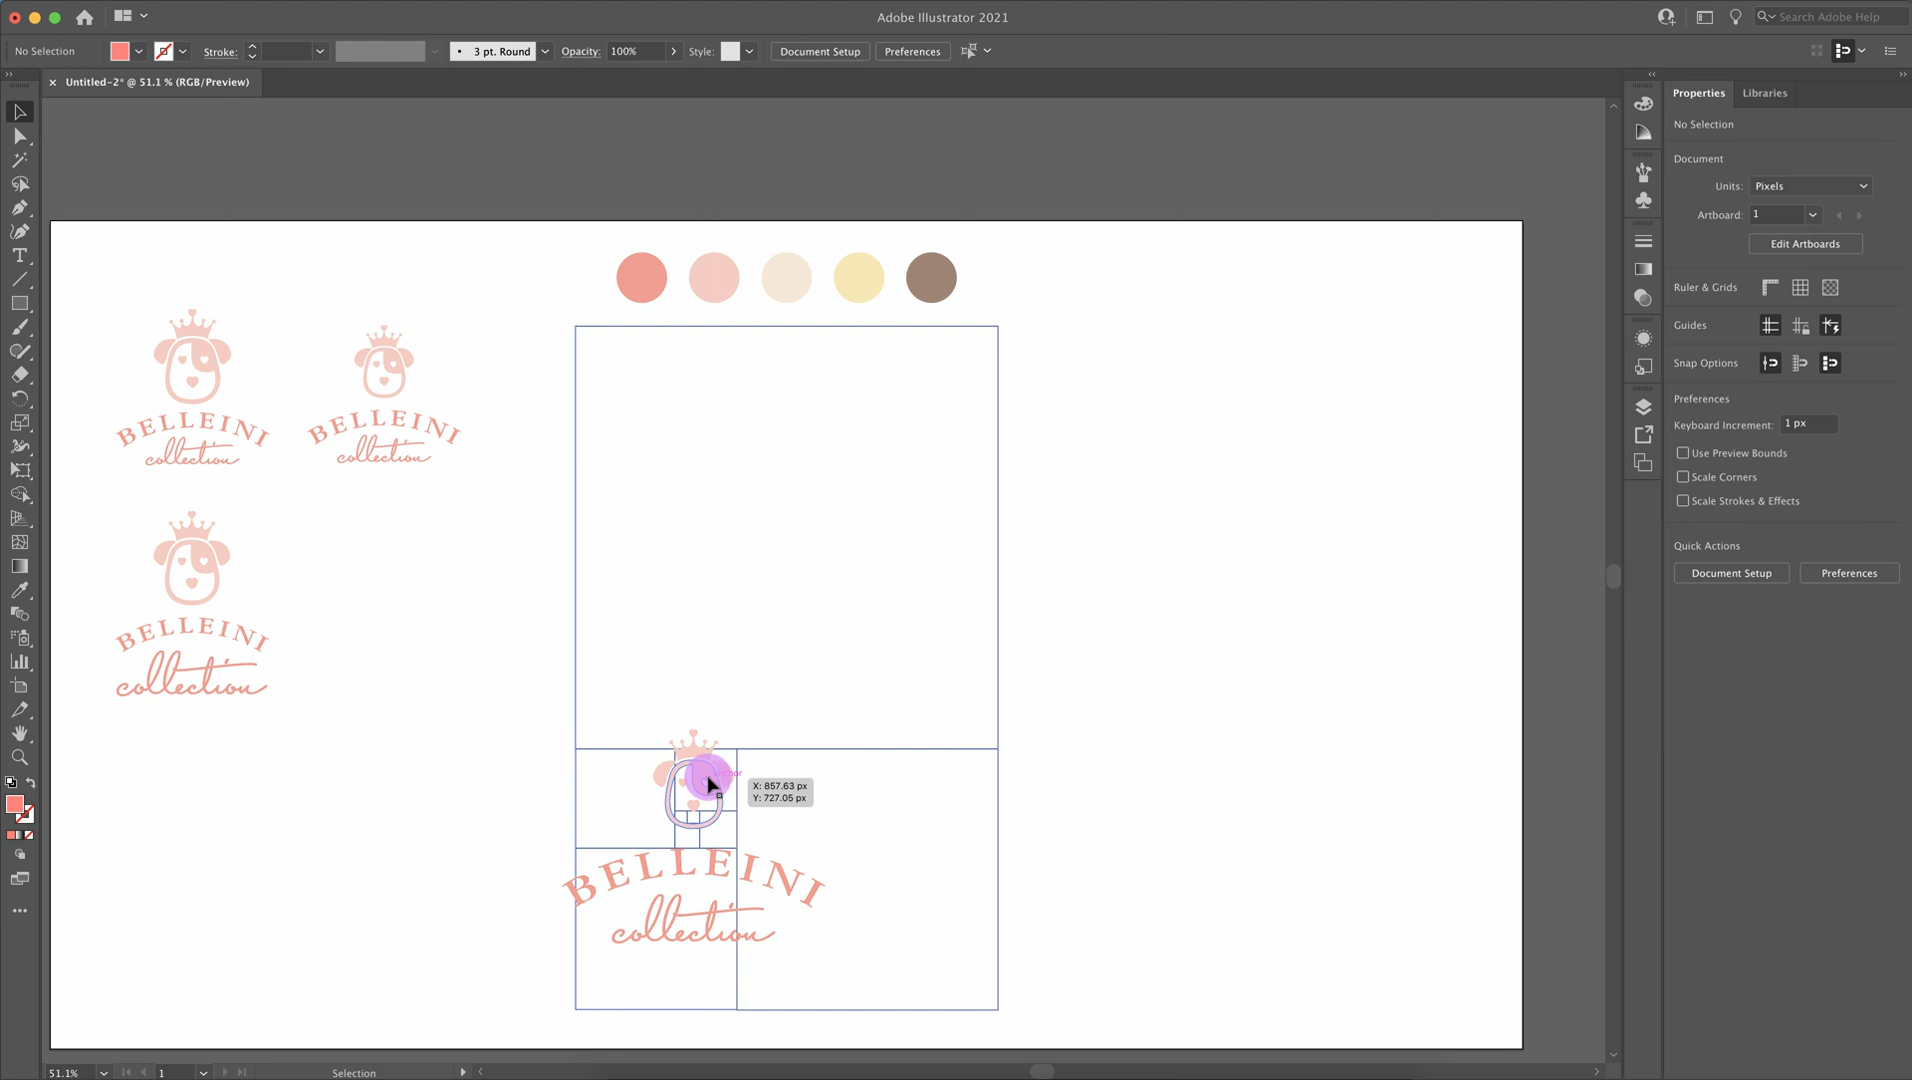 Adobe Illustrator 2021
Search Adobe Help
No Selection
Stroke:
3 pt. Round
Opacity:
100%
Style:
Document Setup
Preferences
Untitled-2* @ 51.1 % (RGB/Preview)
Properties
Libraries
No Selection
Document
Units:
Pixels
Artboard:
1
Edit Artboards
Ruler & Grids
Guides
Snap Options
Preferences
Keyboard Increment:
1 px
Use Preview Bounds
Scale Corners
Scale Strokes & Effects
Quick Actions
Document Setup
Preferences
BELLEINI
collection
BELLEINI
collection
BELLEINI
collection
anchor
X: 857.63 px
Y: 727.05 px
BELLEINI
collection
51.1%
1
Selection